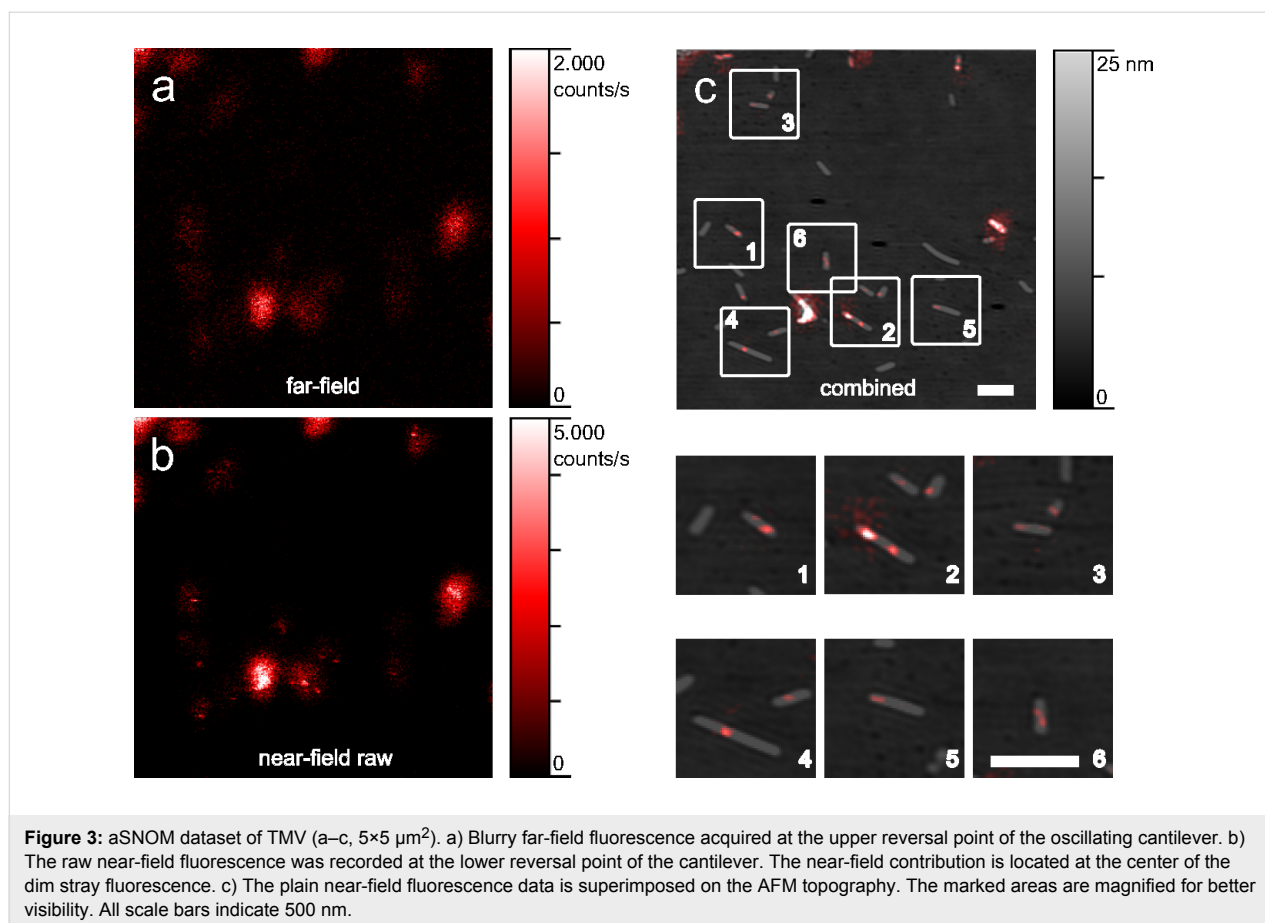 a
2.000
counts/s
0
far-field
b
5.000
counts/s
0
near-field raw
c
25 nm
0
3
1
6
4
2
5
combined
1
2
3
4
5
6
Figure 3: aSNOM dataset of TMV (a–c, 5×5 µm²). a) Blurry far-field fluorescence acquired at the upper reversal point of the oscillating cantilever. b)
The raw near-field fluorescence was recorded at the lower reversal point of the cantilever. The near-field contribution is located at the center of the
dim stray fluorescence. c) The plain near-field fluorescence data is superimposed on the AFM topography. The marked areas are magnified for better
visibility. All scale bars indicate 500 nm.